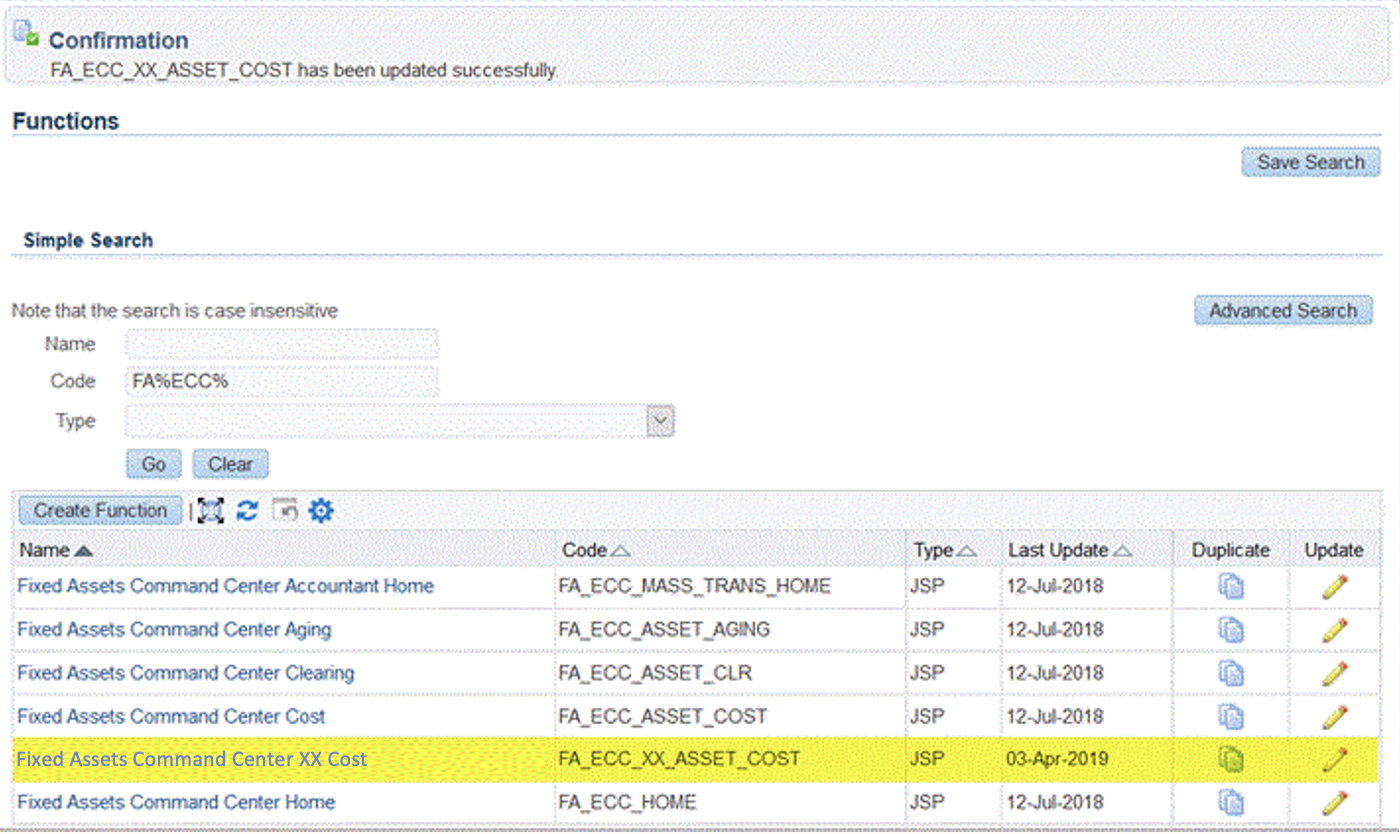 Confirmation
FA_ECC_XX_ASSET_COST has been updated successfully.
Functions
Save Search
Simple Search
Note that the search is case insensitive
Advanced Search
Name
Code FA%ECC%
Type
Go Clear
Create Function |
Name Code Type Last Update Duplicate Update
Fixed Assets Command Center Accountant Home FA_ECC_MASS_TRANS_HOME JSP 12-Jul-2018
Fixed Assets Command Center Aging FA_ECC_ASSET_AGING JSP 12-Jul-2018
Fixed Assets Command Center Clearing FA_ECC_ASSET_CLR JSP 12-Jul-2018
Fixed Assets Command Center Cost FA_ECC_ASSET_COST JSP 12-Jul-2018
Fixed Assets Command Center XX Cost FA_ECC_XX_ASSET_COST JSP 03-Apr-2019
Fixed Assets Command Center Home FA_ECC_HOME JSP 12-Jul-2018